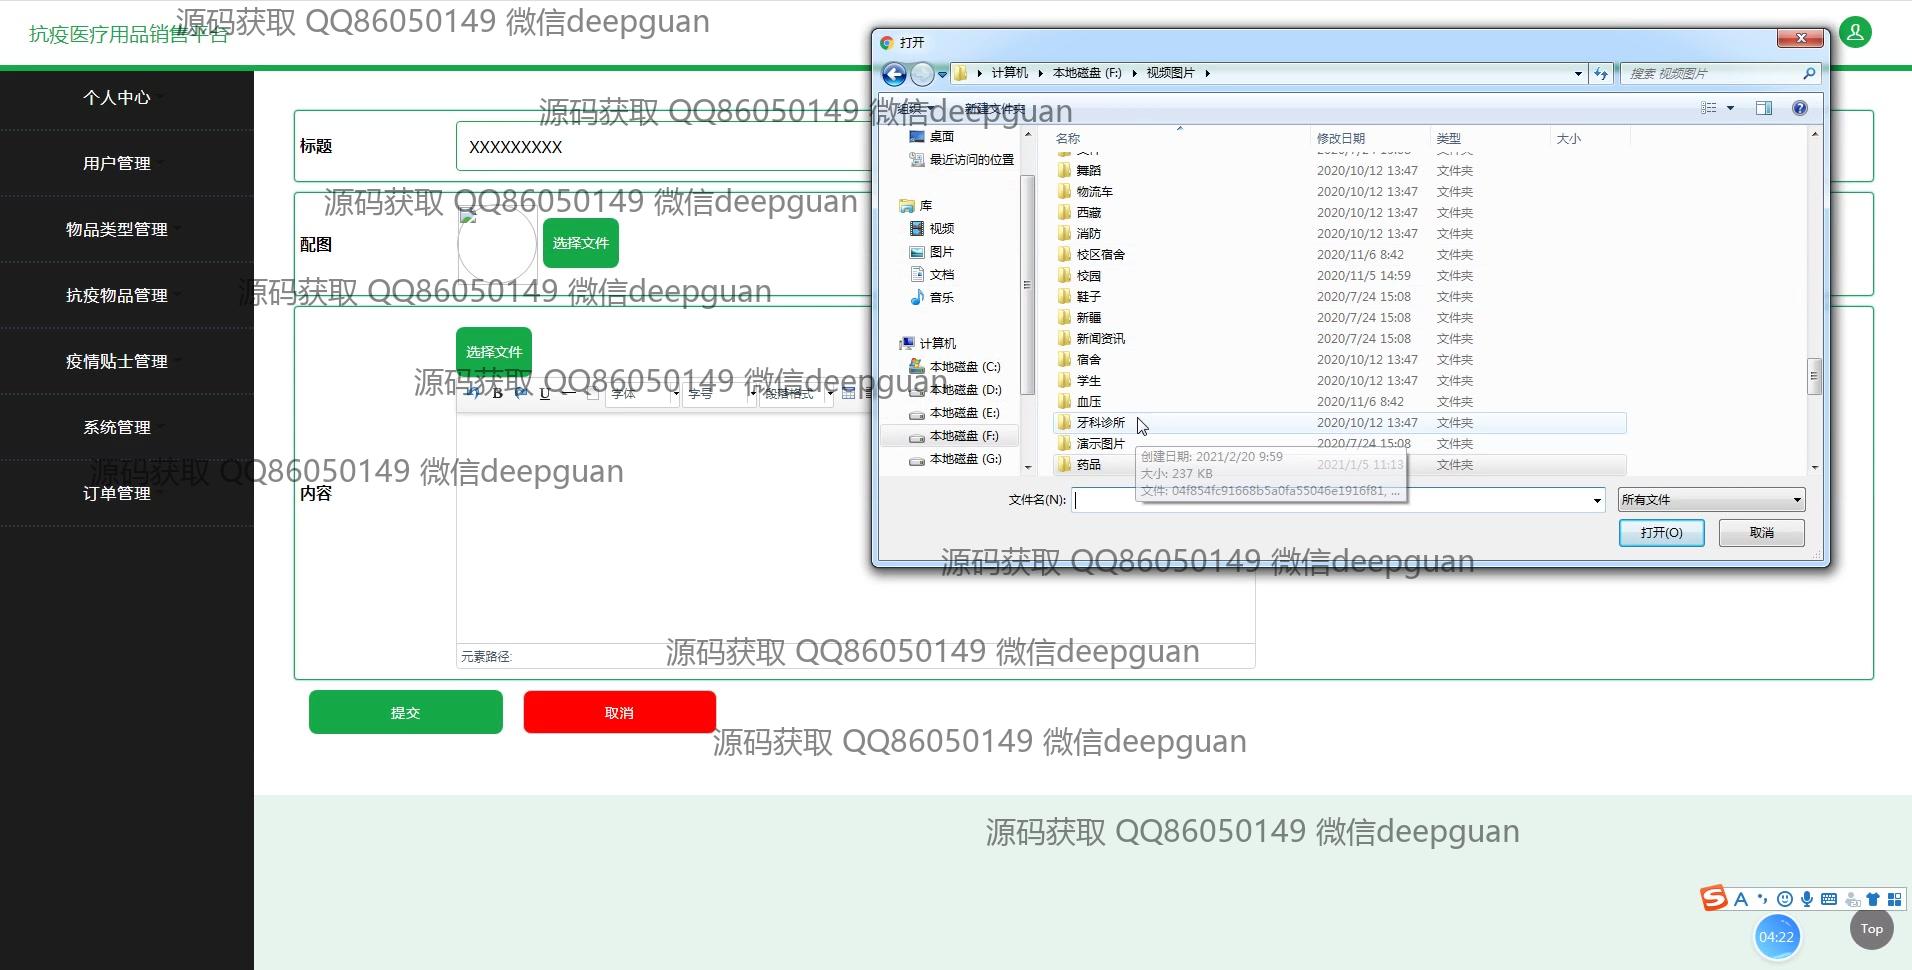 抗疫医疗用品销售平台
源码获取 QQ86050149 微信deepguan
个人中心
用户管理
物品类型管理
抗疫物品管理
疫情贴士管理
系统管理
订单管理
标题
XXXXXXXXX
源码获取 QQ86050149 微信deepguan
配图
选择文件
源码获取 QQ86050149 微信deepguan
源码获取 QQ86050149 微信deepguan
选择文件
源码获取 QQ86050149 微信deepguan
B U 字体 字号 段落格式
源码获取 QQ86050149 微信deepguan
内容
元素路径:
源码获取 QQ86050149 微信deepguan
提交
取消
源码获取 QQ86050149 微信deepguan
源码获取 QQ86050149 微信deepguan
打开
计算机 本地磁盘 (F:) 视频图片
搜索 视频图片
组织 新建文件夹
桌面
最近访问的位置
库
视频
图片
文档
音乐
计算机
本地磁盘 (C:)
本地磁盘 (D:)
本地磁盘 (E:)
本地磁盘 (F:)
本地磁盘 (G:)
名称 修改日期 类型 大小
舞蹈 2020/10/12 13:47 文件夹
物流车 2020/10/12 13:47 文件夹
西藏 2020/10/12 13:47 文件夹
消防 2020/10/12 13:47 文件夹
校区宿舍 2020/11/6 8:42 文件夹
校园 2020/11/5 14:59 文件夹
鞋子 2020/7/24 15:08 文件夹
新疆 2020/7/24 15:08 文件夹
新闻资讯 2020/7/24 15:08 文件夹
宿舍 2020/10/12 13:47 文件夹
学生 2020/10/12 13:47 文件夹
血压 2020/11/6 8:42 文件夹
牙科诊所 2020/10/12 13:47 文件夹
演示图片 2020/7/24 15:08 文件夹
药品 2021/1/5 11:13 文件夹
创建日期: 2021/2/20 9:59
大小: 237 KB
文件: 04f854fc91668b5a0fa55046e1916f81, ...
文件名(N):
所有文件
打开(O) 取消
源码获取 QQ86050149 微信deepguan
04:22
Top